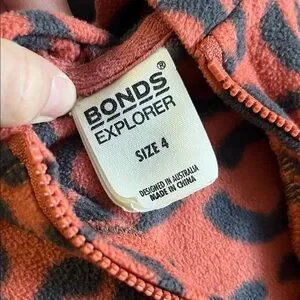 BONDS®
EXPLORER
SIZE 4
DESIGNED IN AUSTRALIA
MADE IN CHINA